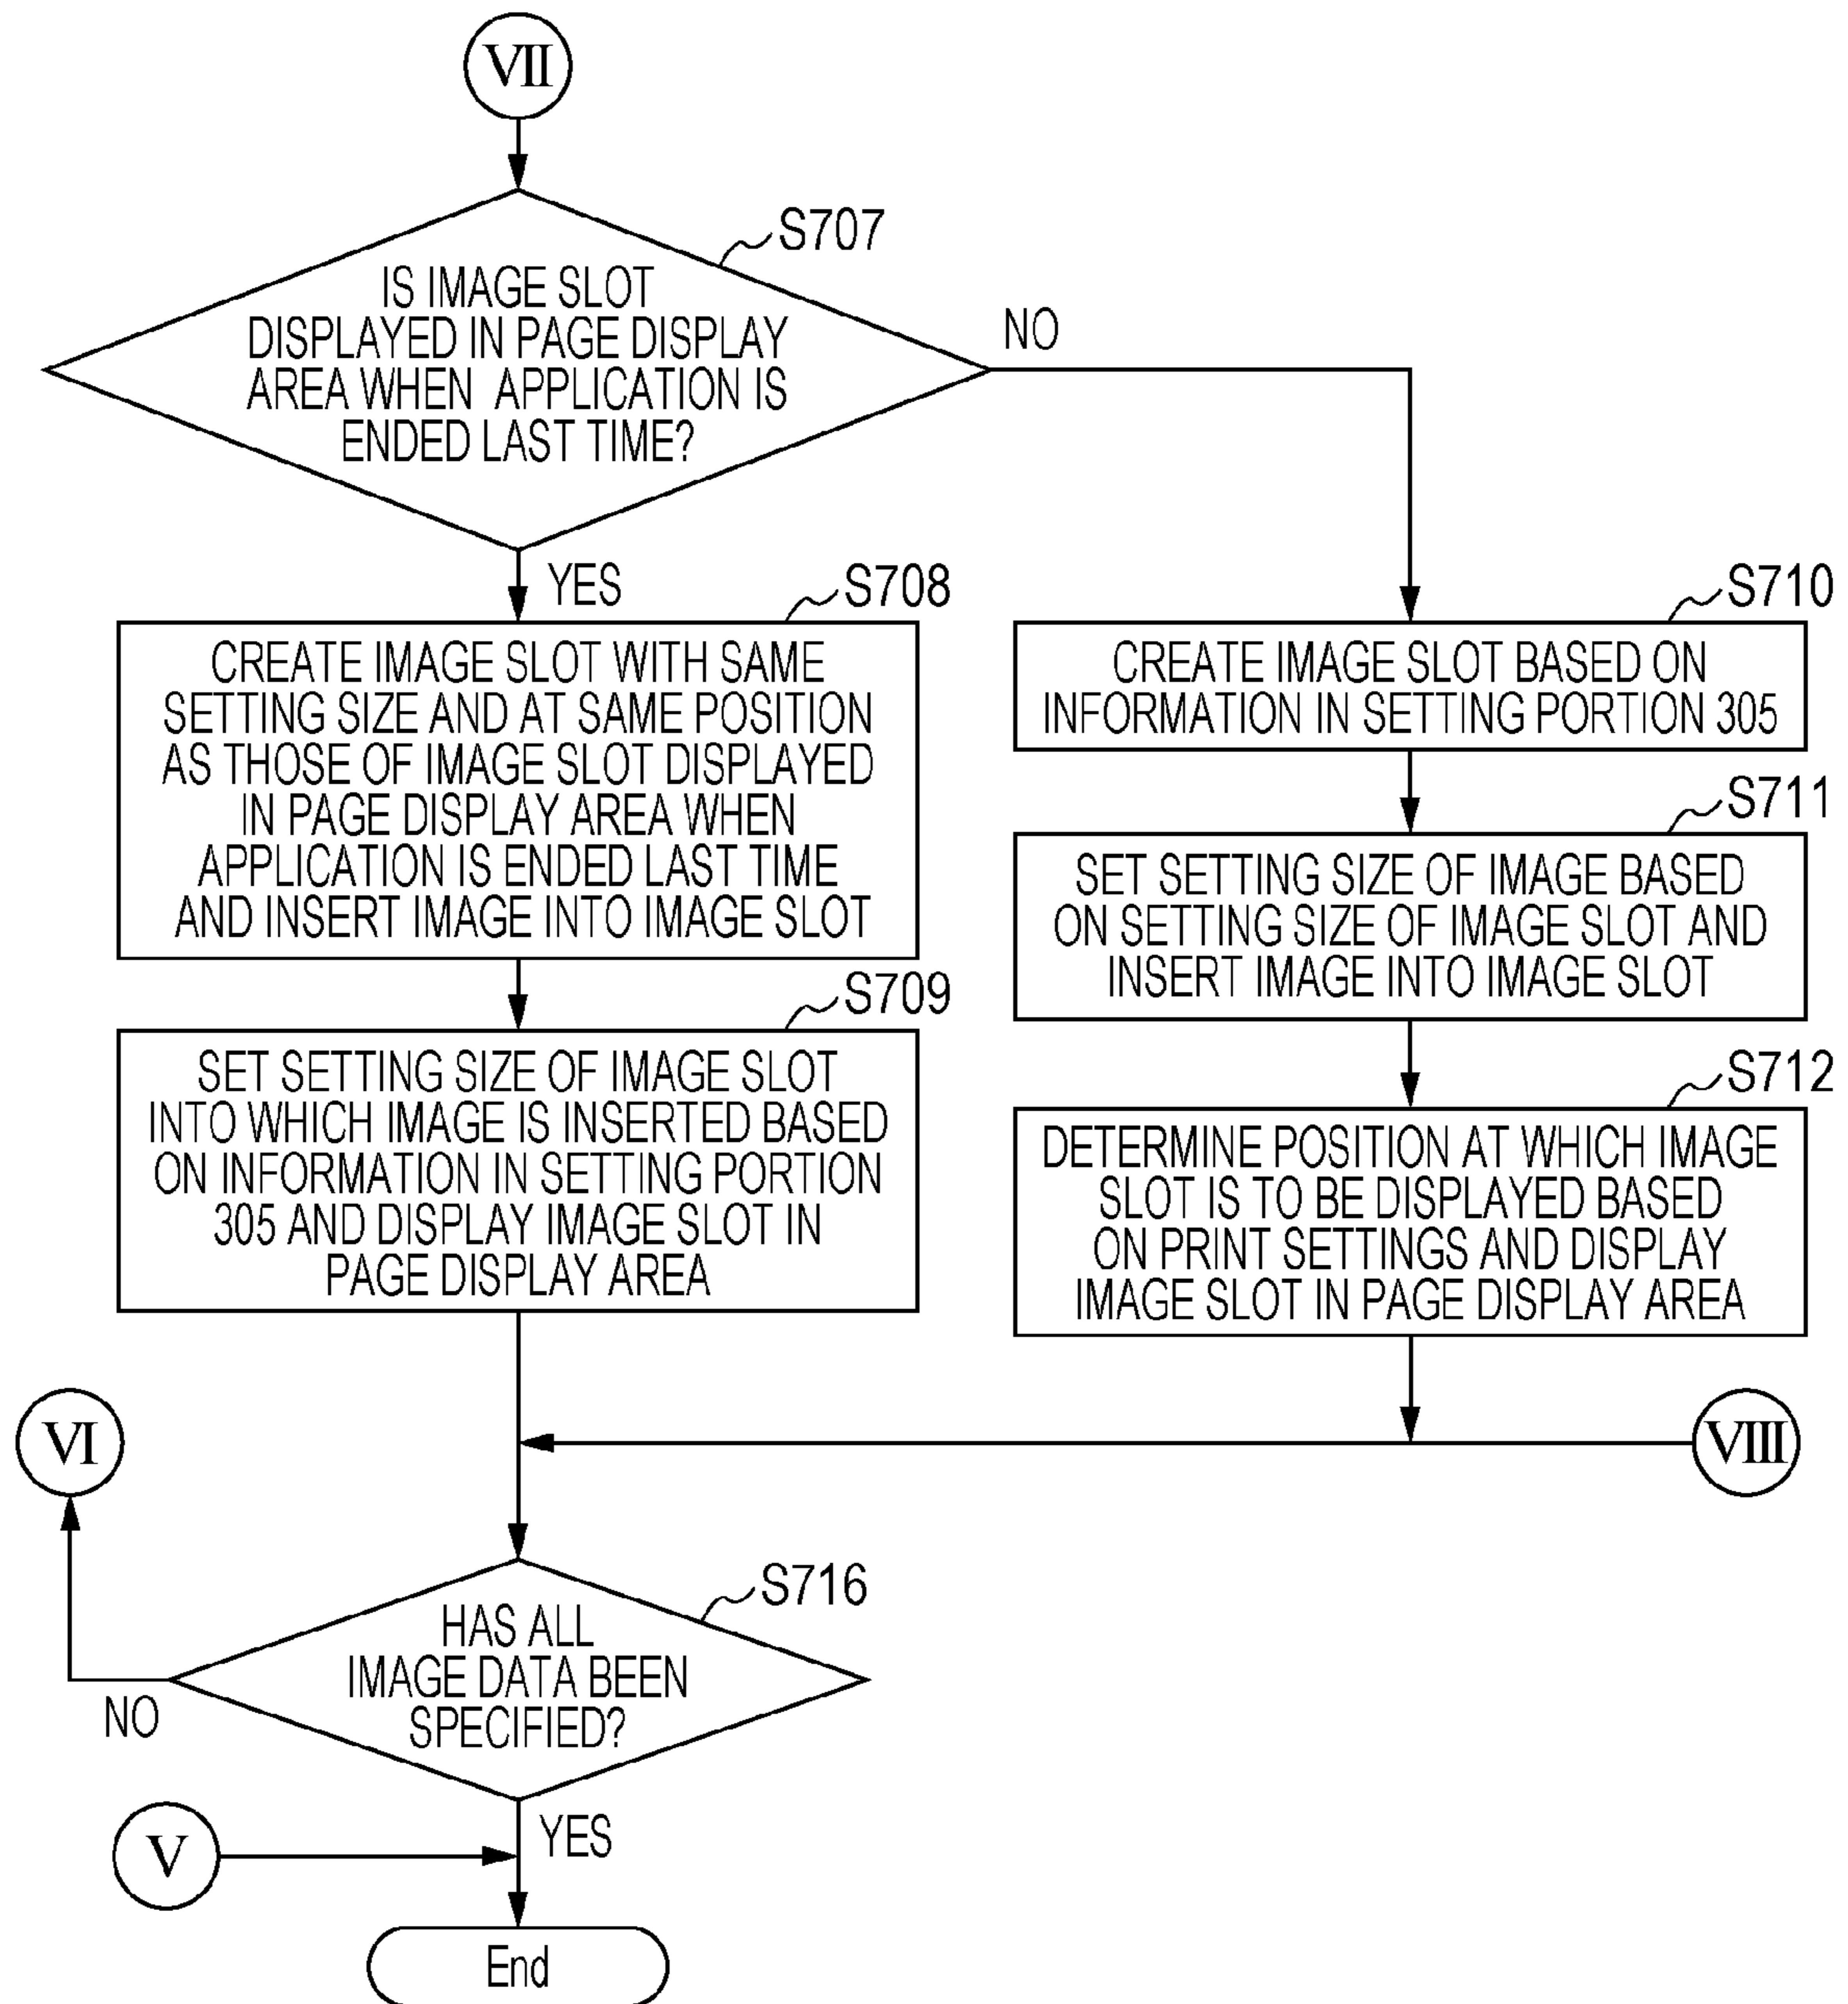 VII
S707
IS IMAGE SLOT
DISPLAYED IN PAGE DISPLAY
AREA WHEN APPLICATION IS
ENDED LAST TIME?
NO
YES
S708
CREATE IMAGE SLOT WITH SAME
SETTING SIZE AND AT SAME POSITION
AS THOSE OF IMAGE SLOT DISPLAYED
IN PAGE DISPLAY AREA WHEN
APPLICATION IS ENDED LAST TIME
AND INSERT IMAGE INTO IMAGE SLOT
S709
SET SETTING SIZE OF IMAGE SLOT
INTO WHICH IMAGE IS INSERTED BASED
ON INFORMATION IN SETTING PORTION
305 AND DISPLAY IMAGE SLOT IN
PAGE DISPLAY AREA
S710
CREATE IMAGE SLOT BASED ON
INFORMATION IN SETTING PORTION 305
S711
SET SETTING SIZE OF IMAGE BASED
ON SETTING SIZE OF IMAGE SLOT AND
INSERT IMAGE INTO IMAGE SLOT
S712
DETERMINE POSITION AT WHICH IMAGE
SLOT IS TO BE DISPLAYED BASED
ON PRINT SETTINGS AND DISPLAY
IMAGE SLOT IN PAGE DISPLAY AREA
VI
VIII
S716
HAS ALL
IMAGE DATA BEEN
SPECIFIED?
NO
YES
V
End